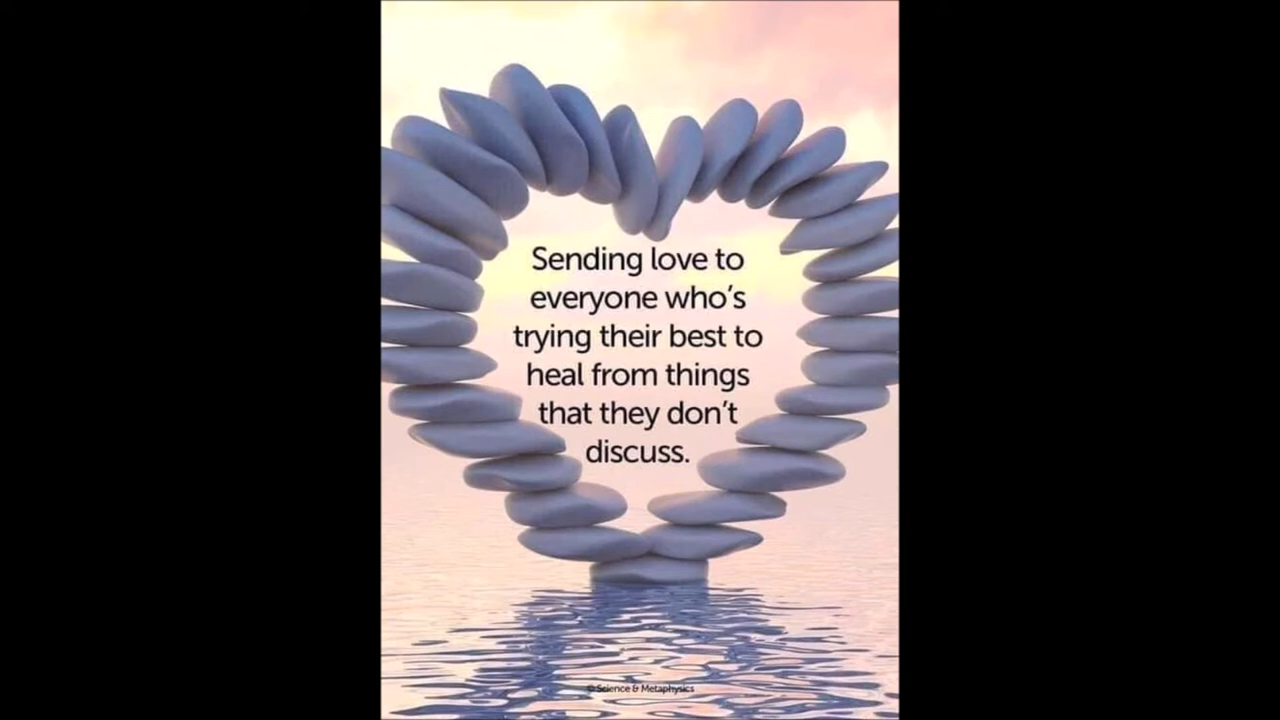 Sending love to
everyone who's
trying their best to
heal from things
that they don't
discuss.
© Science & Metaphysics